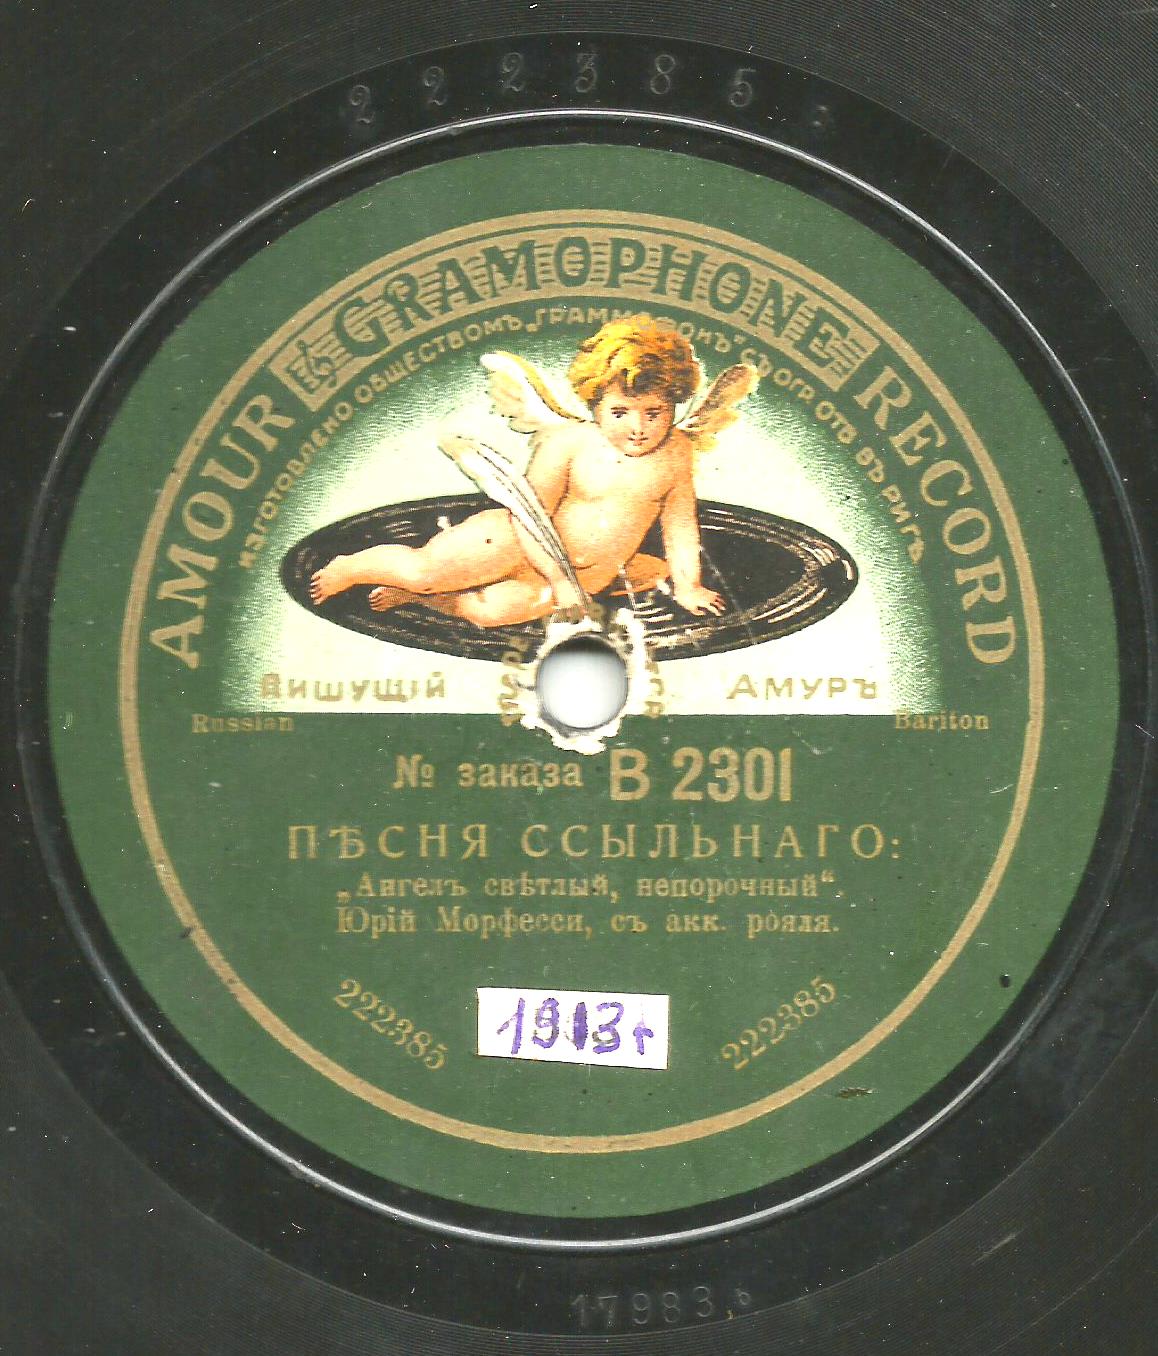 222385
AMOUR GRAMOPHONE RECORD
ИЗГОТОВЛЕНО ОБЩЕСТВОМЪ „ГРАММОФОНЪ“ СЪ ОГР. ОТВ. ВЪ РИГѢ
ПИШУЩІЙ АМУРЪ
Russian Bariton
№ заказа B 2301
ПѢСНЯ ССЫЛЬНАГО:
„Ангелъ свѣтлый, непорочный“.
Юрій Морфесси, съ акк. рояля.
222385 222385
1913г
17983 b